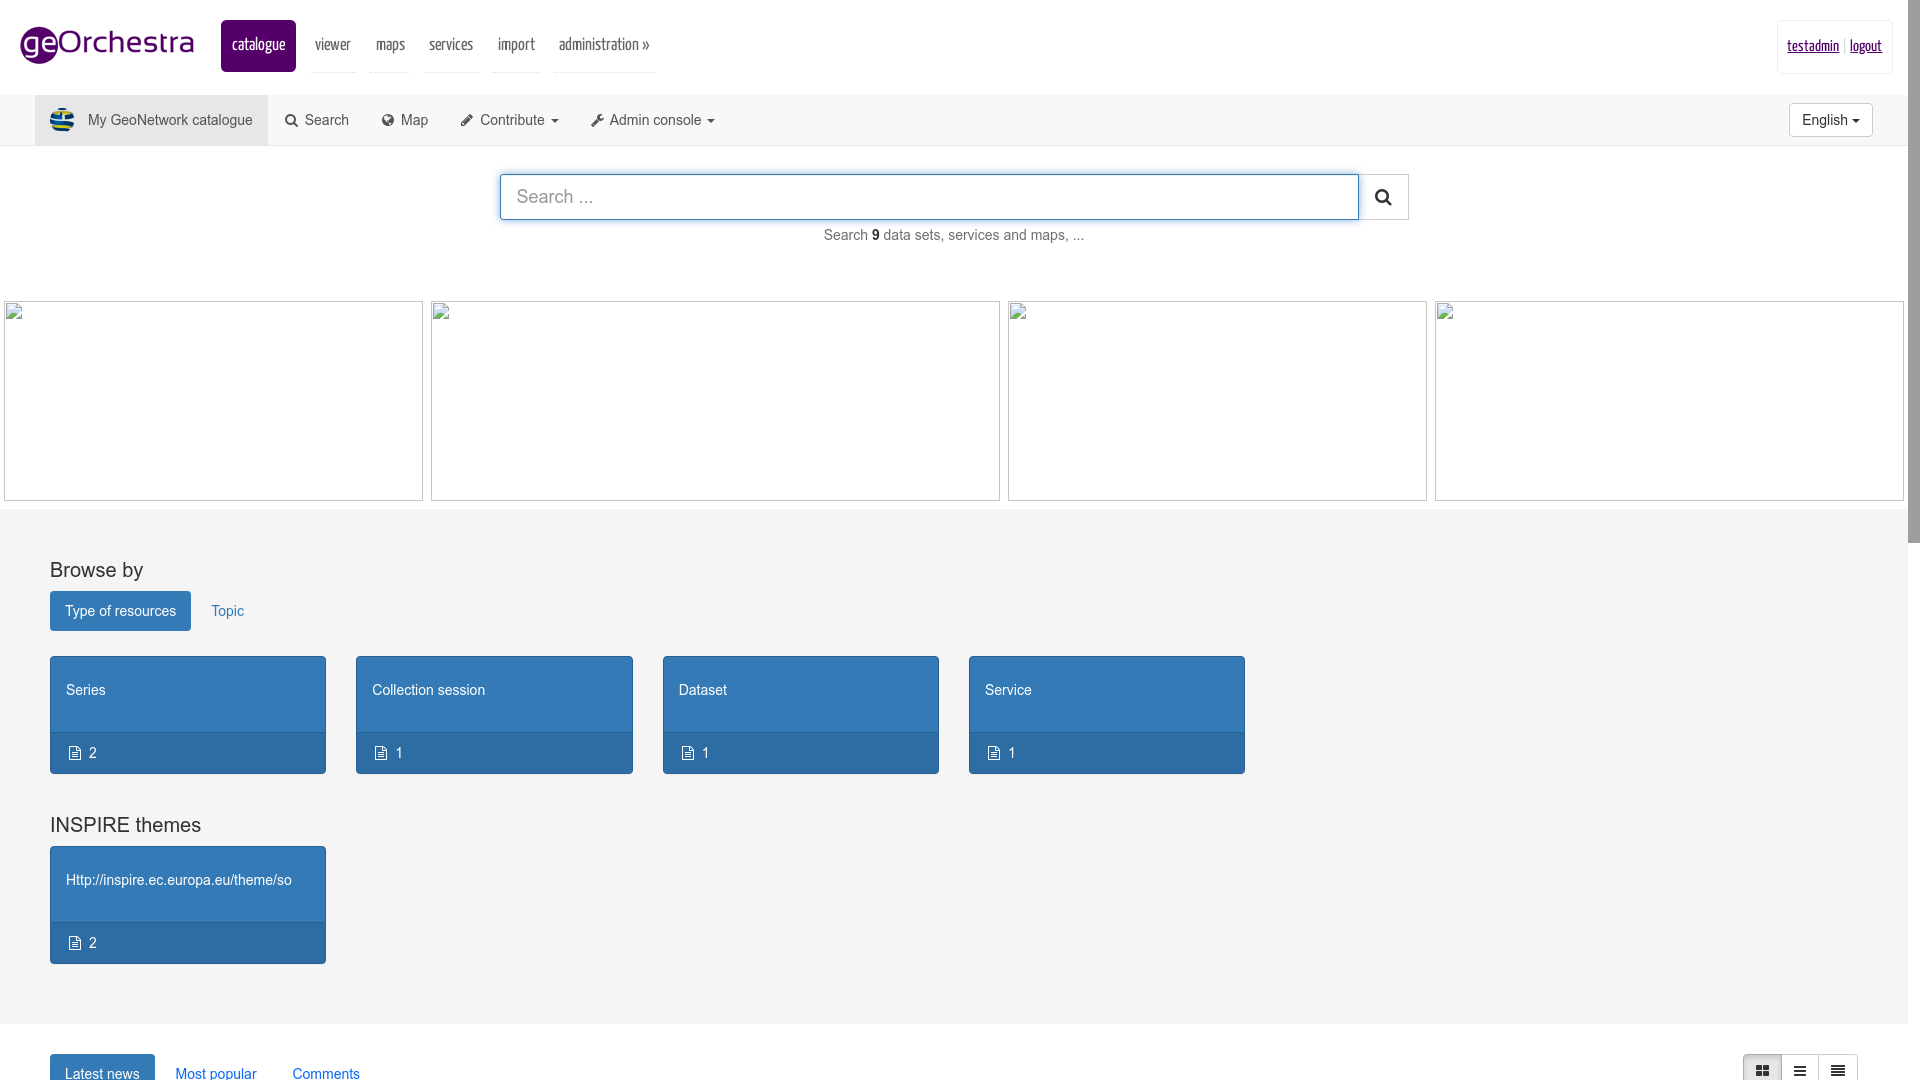 geOrchestra catalogue viewer maps services import administration » testadmin | logout
My GeoNetwork catalogue Search Map Contribute Admin console English
Search ...
Search 9 data sets, services and maps, ...
Browse by
Type of resources Topic
Series Collection session Dataset Service
2 1 1 1
INSPIRE themes
Http://inspire.ec.europa.eu/theme/so
2
Latest news Most popular Comments